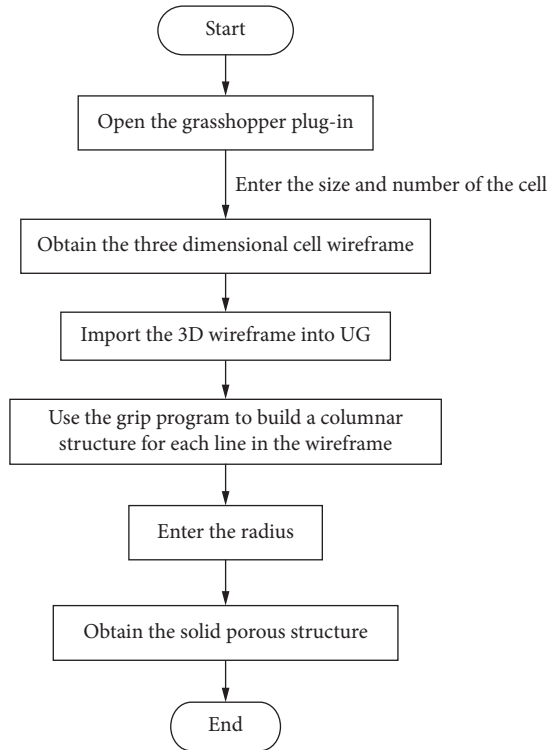 Start
Open the grasshopper plug-in
Enter the size and number of the cell
Obtain the three dimensional cell wireframe
Import the 3D wireframe into UG
Use the grip program to build a columnar
structure for each line in the wireframe
Enter the radius
Obtain the solid porous structure
End